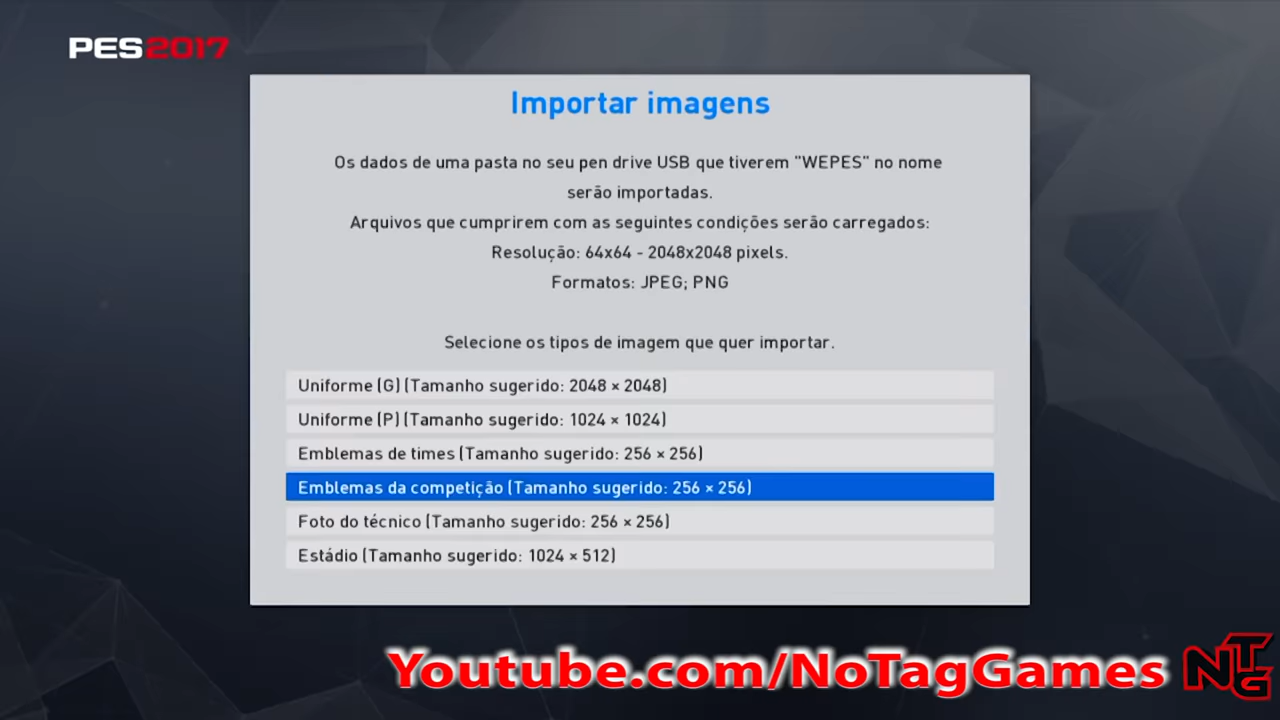 PES2017
Importar imagens
Os dados de uma pasta no seu pen drive USB que tiverem "WEPES" no nome
serão importadas.
Arquivos que cumprirem com as seguintes condições serão carregados:
Resolução: 64x64 - 2048x2048 pixels.
Formatos: JPEG; PNG
Selecione os tipos de imagem que quer importar.
Uniforme (G) (Tamanho sugerido: 2048 × 2048)
Uniforme (P) (Tamanho sugerido: 1024 × 1024)
Emblemas de times (Tamanho sugerido: 256 × 256)
Emblemas da competição (Tamanho sugerido: 256 × 256)
Foto do técnico (Tamanho sugerido: 256 × 256)
Estádio (Tamanho sugerido: 1024 × 512)
Youtube.com/NoTagGames NTG